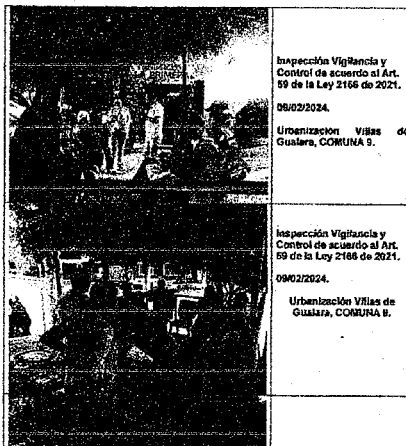 Inspección Vigilancia y
Control de acuerdo al Art.
59 de la Ley 2166 de 2021.
09/02/2024.
Urbanización Villas de
Gualara, COMUNA 9.
Inspección Vigilancia y
Control de acuerdo al Art.
59 de la Ley 2166 de 2021.
09/02/2024.
Urbanización Villas de
Gualara, COMUNA 9.